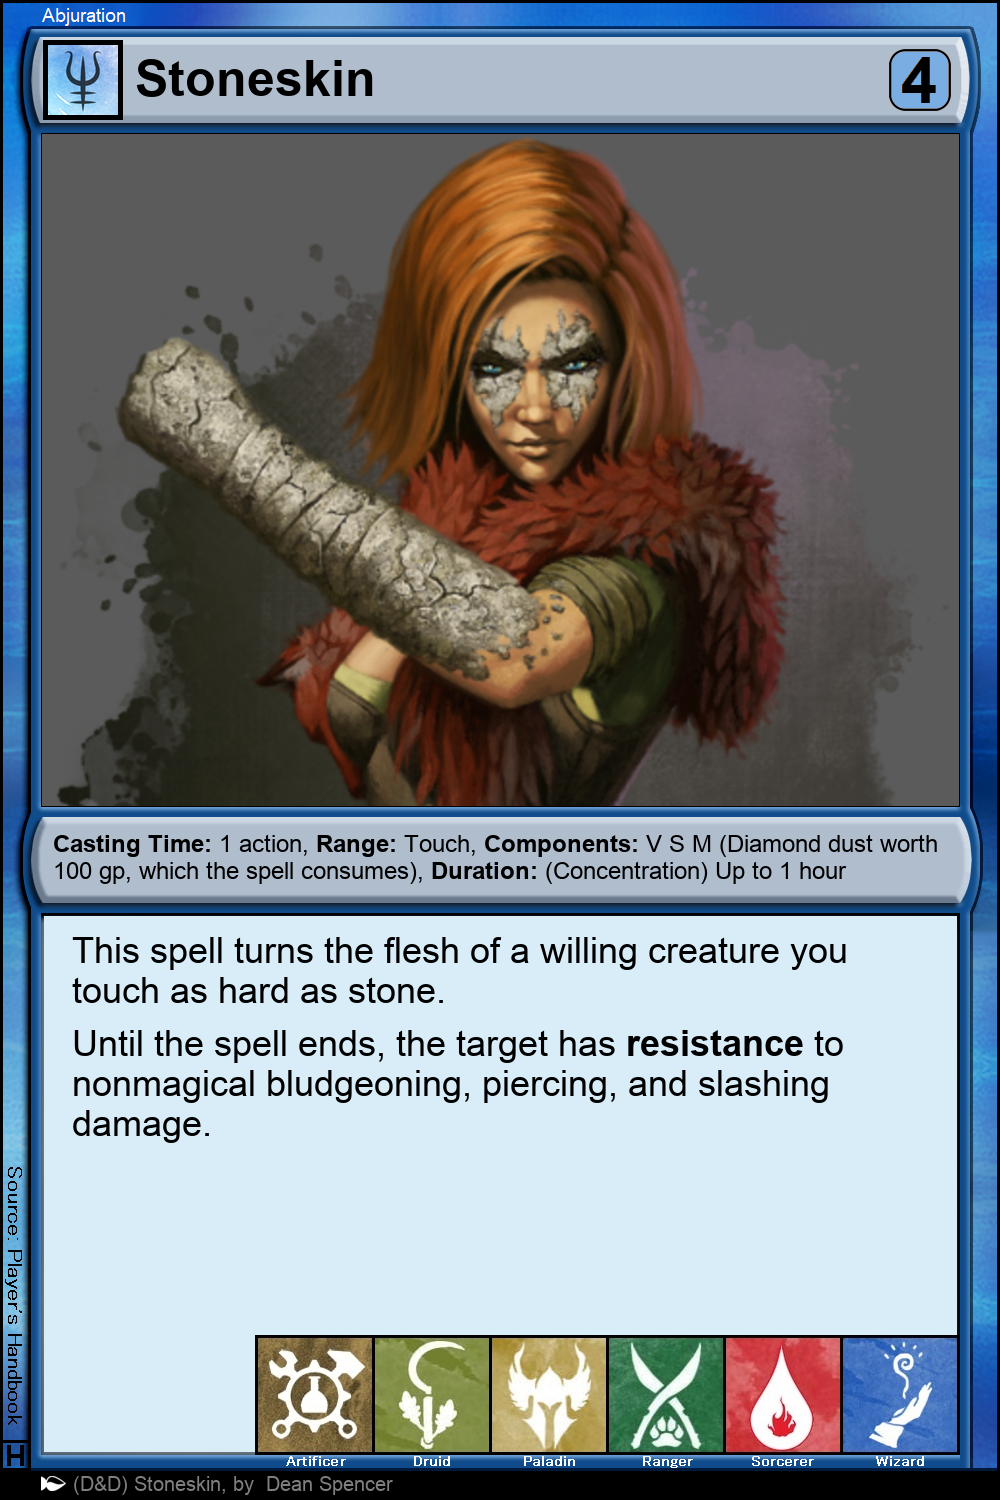 Abjuration
Stoneskin
4
Casting Time: 1 action, Range: Touch, Components: V S M (Diamond dust worth
100 gp, which the spell consumes), Duration: (Concentration) Up to 1 hour
This spell turns the flesh of a willing creature you
touch as hard as stone.
Until the spell ends, the target has resistance to
nonmagical bludgeoning, piercing, and slashing
damage.
Source: Player's Handbook
H
Artificer Druid Paladin Ranger Sorcerer Wizard
(D&D) Stoneskin, by Dean Spencer